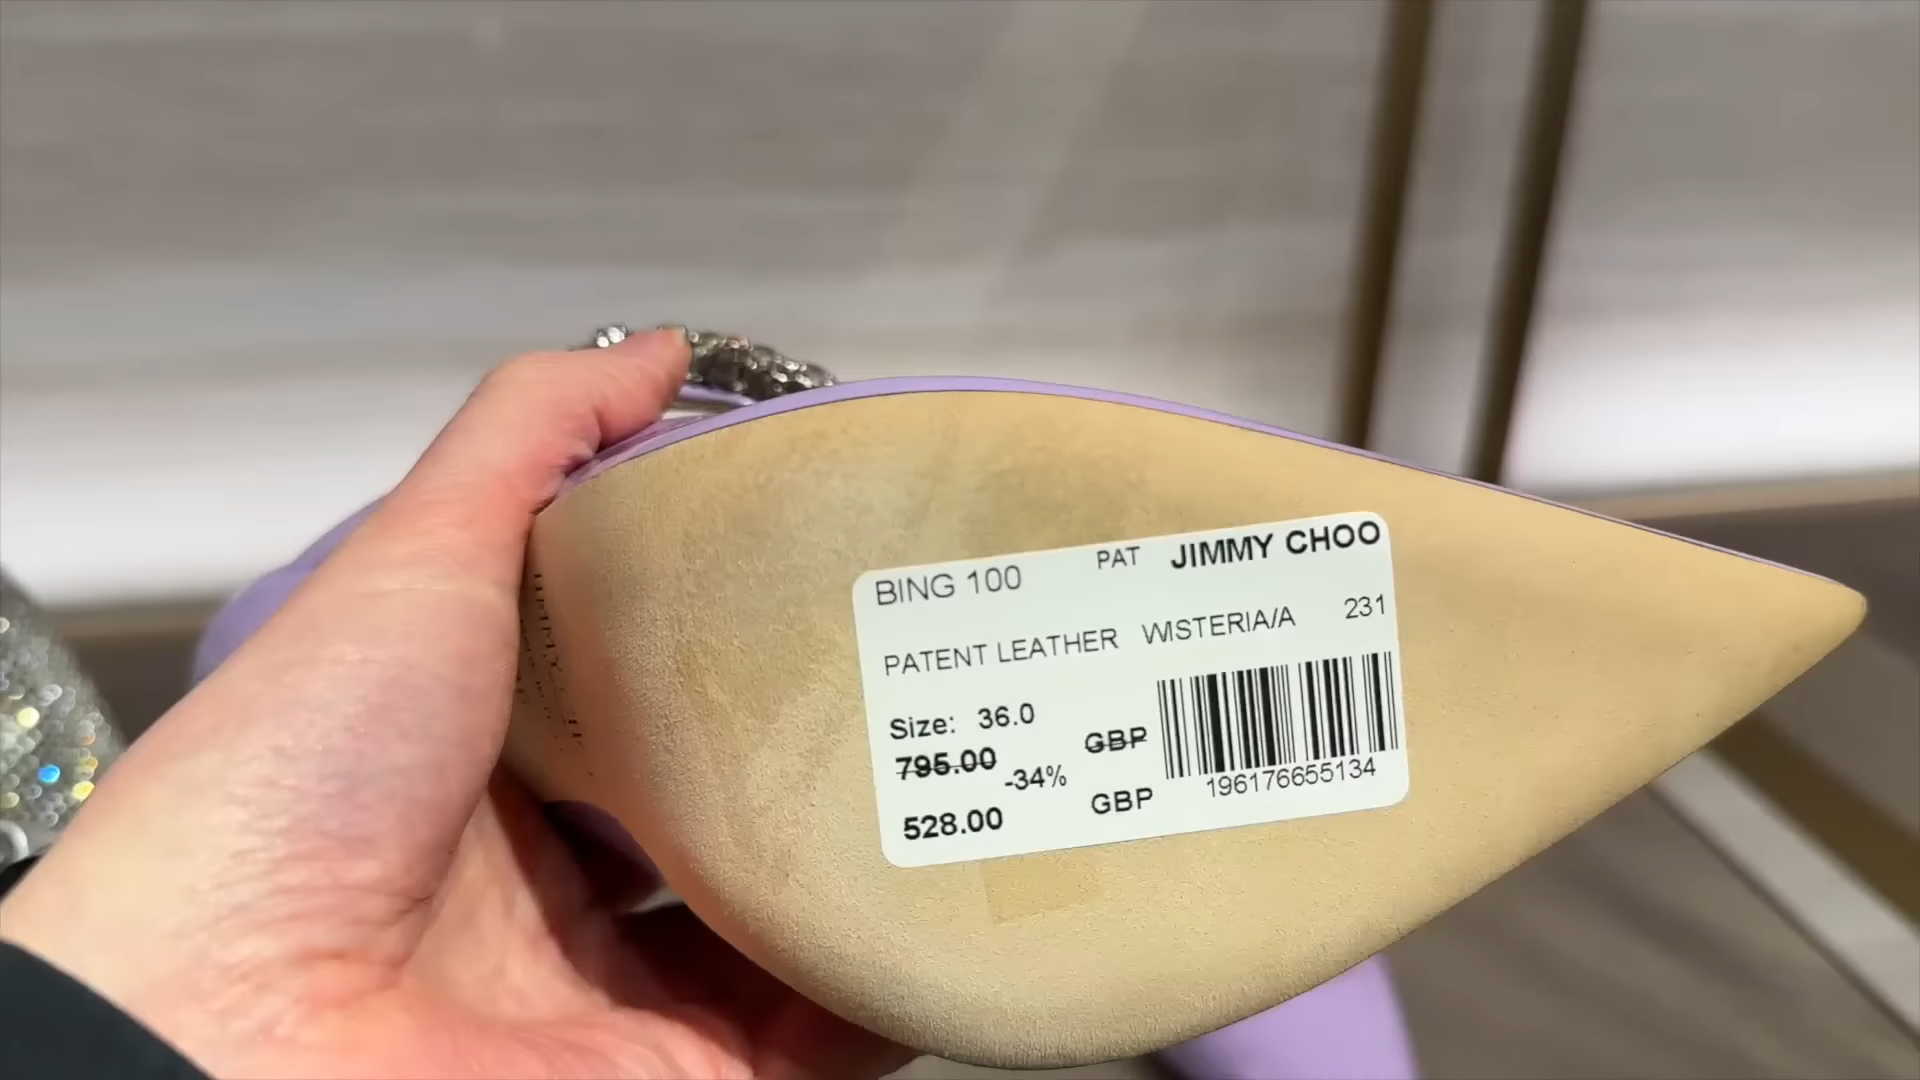 BING 100 PAT JIMMY CHOO
PATENT LEATHER WISTERIA/A 231
Size: 36.0
795.00 GBP
-34%
528.00 GBP
196176655134